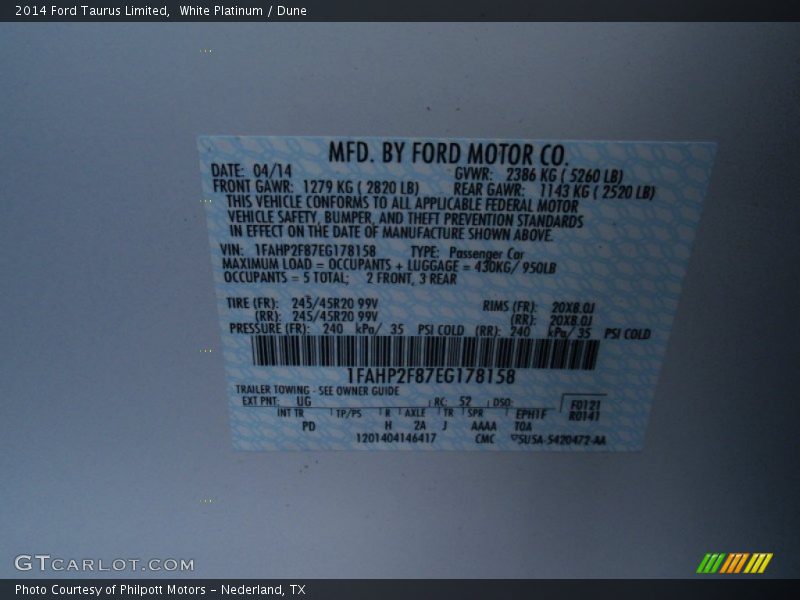 2014 Ford Taurus Limited, White Platinum / Dune
MFD. BY FORD MOTOR CO.
DATE: 04/14 GVWR: 2386 KG ( 5260 LB)
FRONT GAWR: 1279 KG ( 2820 LB) REAR GAWR: 1143 KG ( 2520 LB)
THIS VEHICLE CONFORMS TO ALL APPLICABLE FEDERAL MOTOR
VEHICLE SAFETY, BUMPER, AND THEFT PREVENTION STANDARDS
IN EFFECT ON THE DATE OF MANUFACTURE SHOWN ABOVE.
VIN: 1FAHP2F87EG178158 TYPE: Passenger Car
MAXIMUM LOAD = OCCUPANTS + LUGGAGE = 430KG/ 950LB
OCCUPANTS = 5 TOTAL; 2 FRONT, 3 REAR
TIRE (FR): 245/45R20 99V RIMS (FR): 20X8.0J
(RR): 245/45R20 99V (RR): 20X8.0J
PRESSURE (FR): 240 kPa/ 35 PSI COLD (RR): 240 kPa/ 35 PSI COLD
1FAHP2F87EG178158
TRAILER TOWING - SEE OWNER GUIDE
EXT PNT: UG RC: 52 DSO: F0121
INT TR TP/PS R AXLE TR SPR EPH1F R0141
PD H 2A J AAAA T0A
1201404146417 CMC 5U5A-5420472-AA
GTCARLOT.COM
Photo Courtesy of Philpott Motors - Nederland, TX